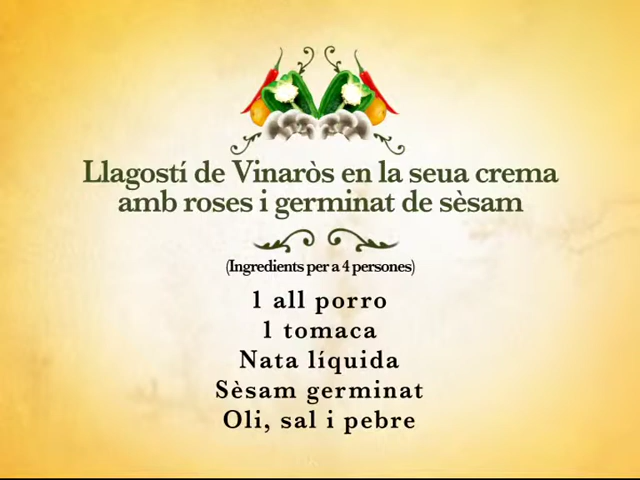 Llagostí de Vinaròs en la seua crema
amb roses i germinat de sèsam
(Ingredients per a 4 persones)
1 all porro
1 tomaca
Nata líquida
Sèsam germinat
Oli, sal i pebre